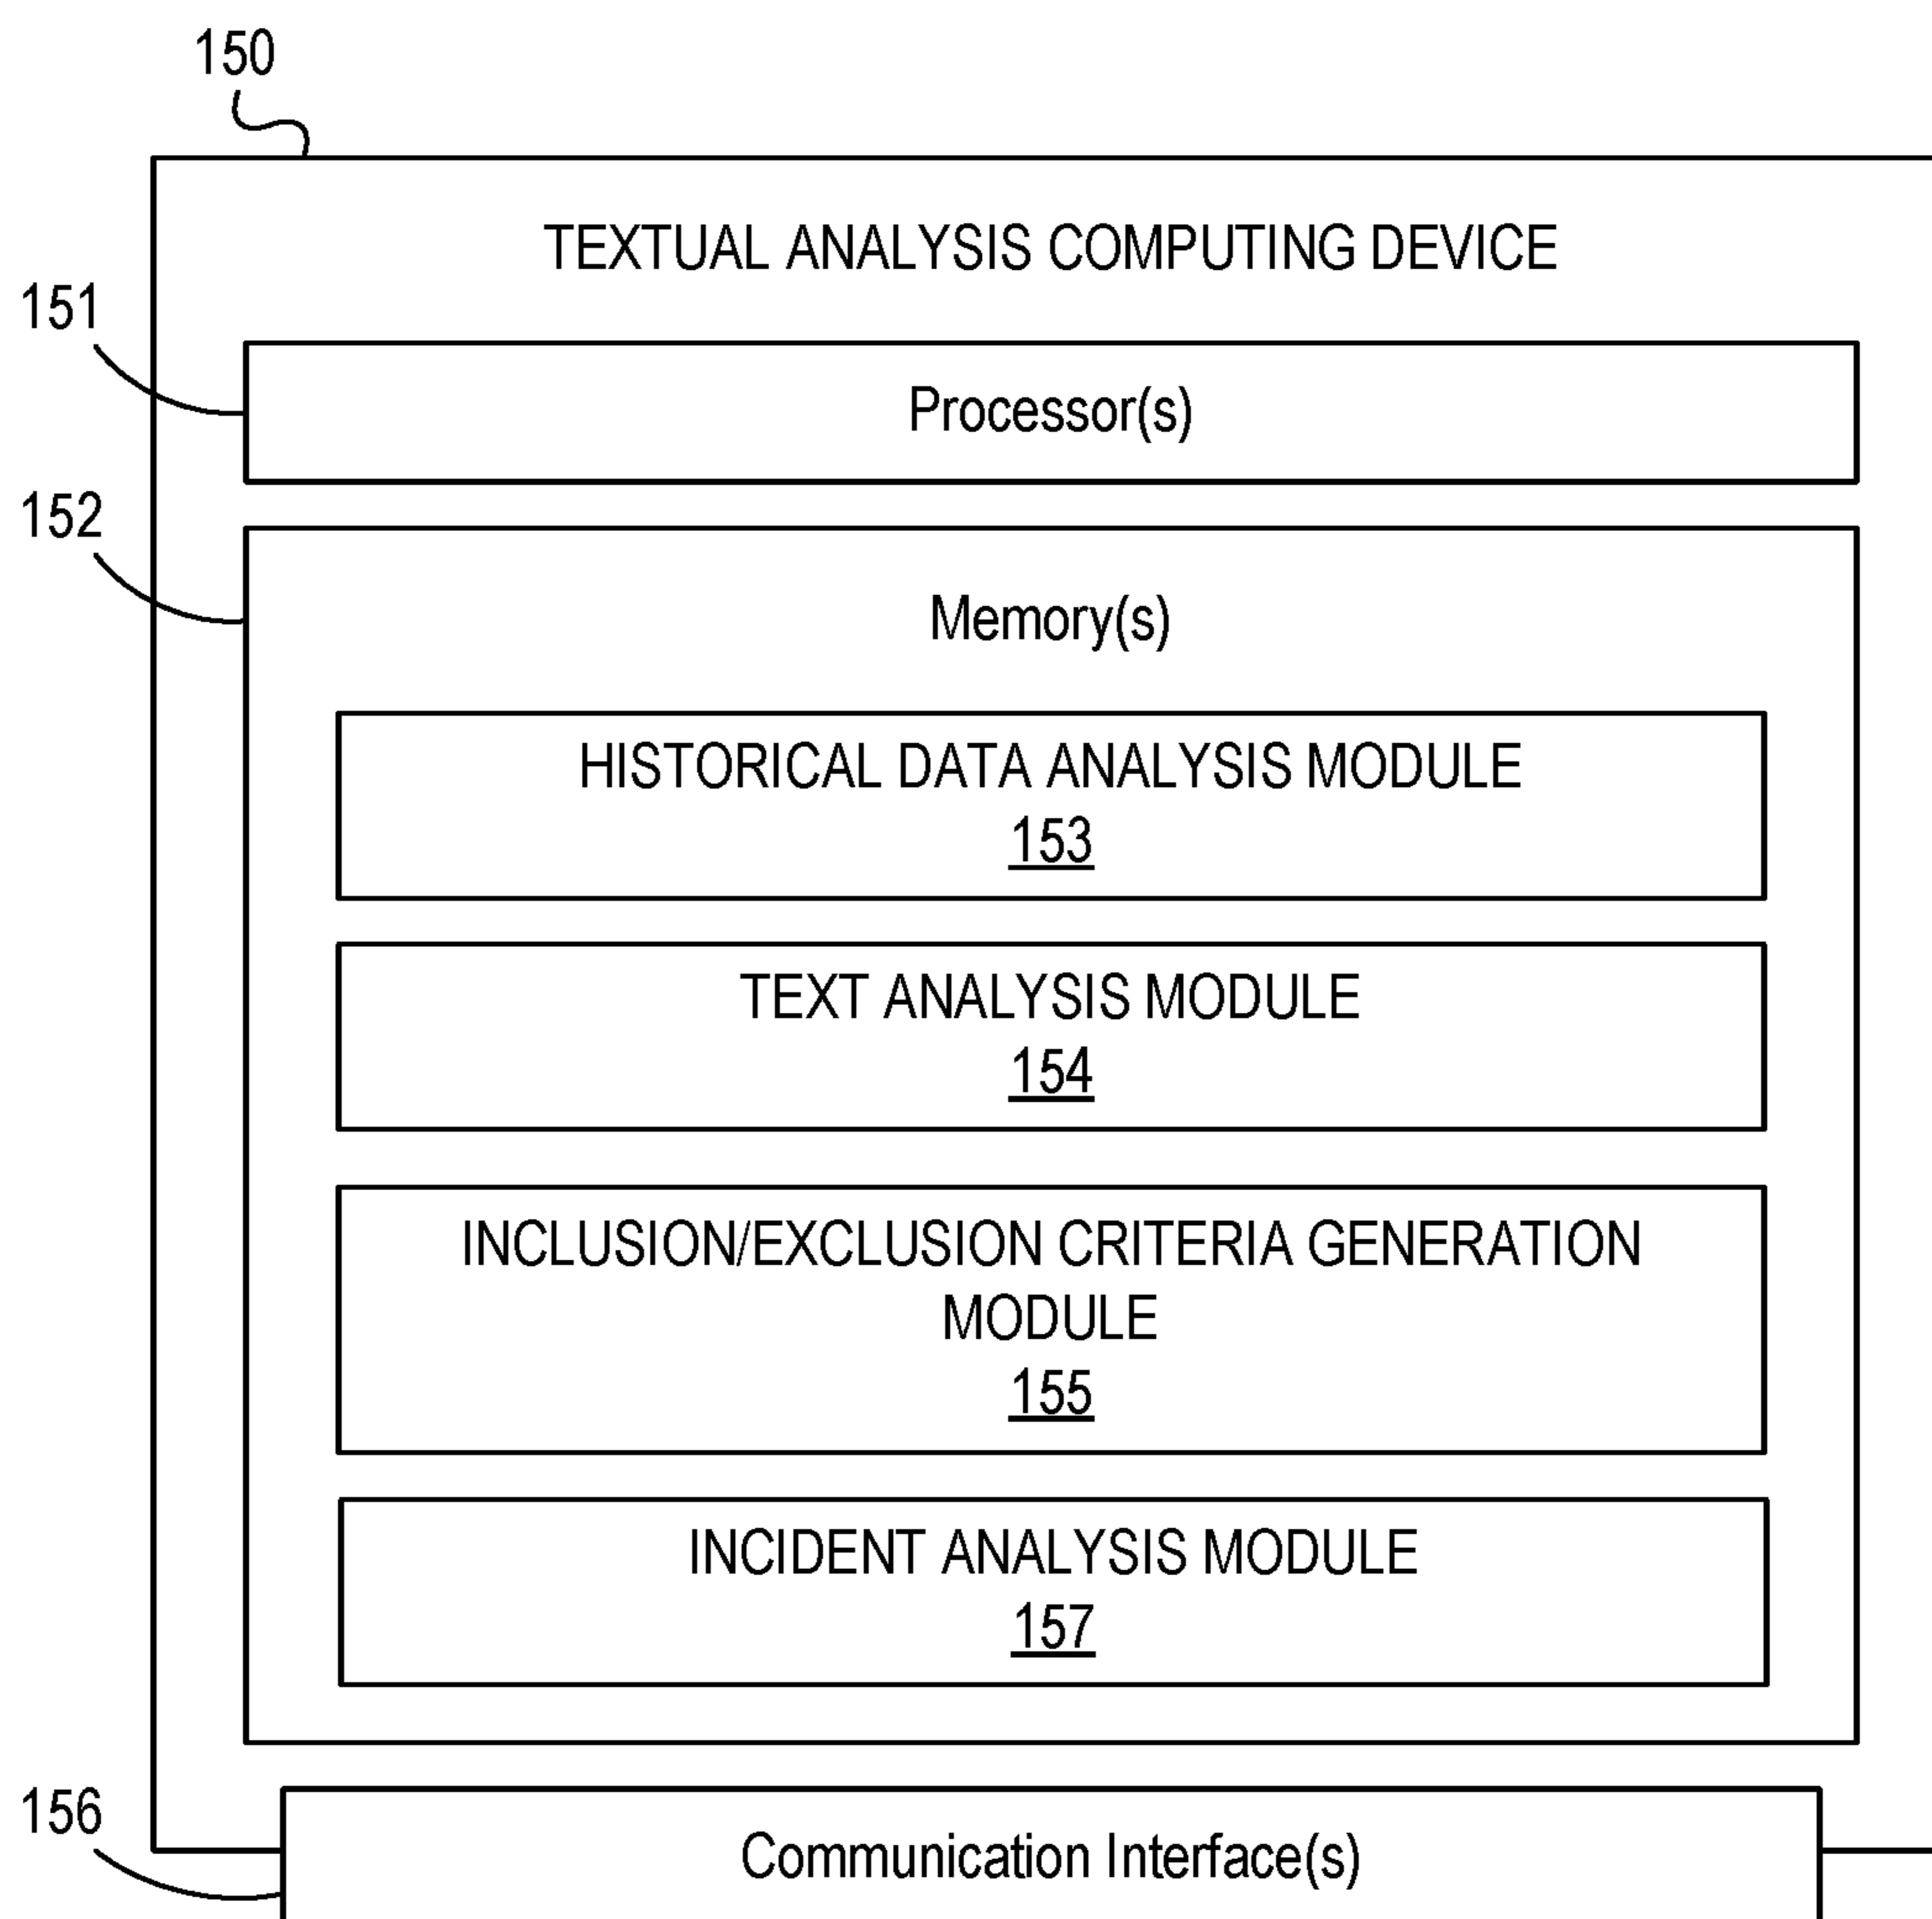 150
TEXTUAL ANALYSIS COMPUTING DEVICE
151
Processor(s)
152
Memory(s)
HISTORICAL DATA ANALYSIS MODULE
153
TEXT ANALYSIS MODULE
154
INCLUSION/EXCLUSION CRITERIA GENERATION
MODULE
155
INCIDENT ANALYSIS MODULE
157
156
Communication Interface(s)